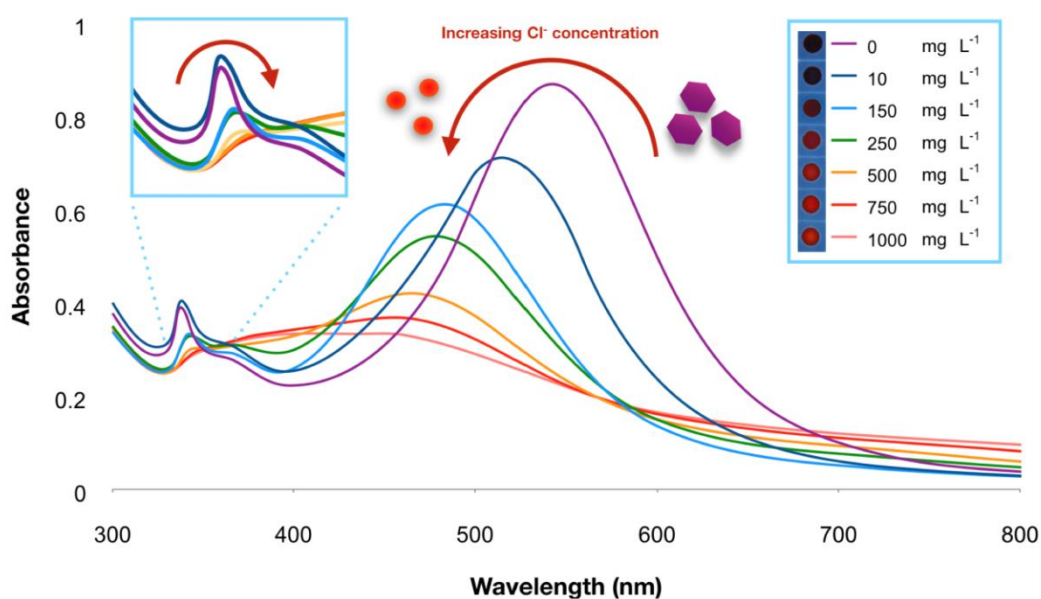 Increasing Cl⁻ concentration
0 mg L⁻¹
10 mg L⁻¹
150 mg L⁻¹
250 mg L⁻¹
500 mg L⁻¹
750 mg L⁻¹
1000 mg L⁻¹
Absorbance
1
0.8
0.6
0.4
0.2
0
300 400 500 600 700 800
Wavelength (nm)